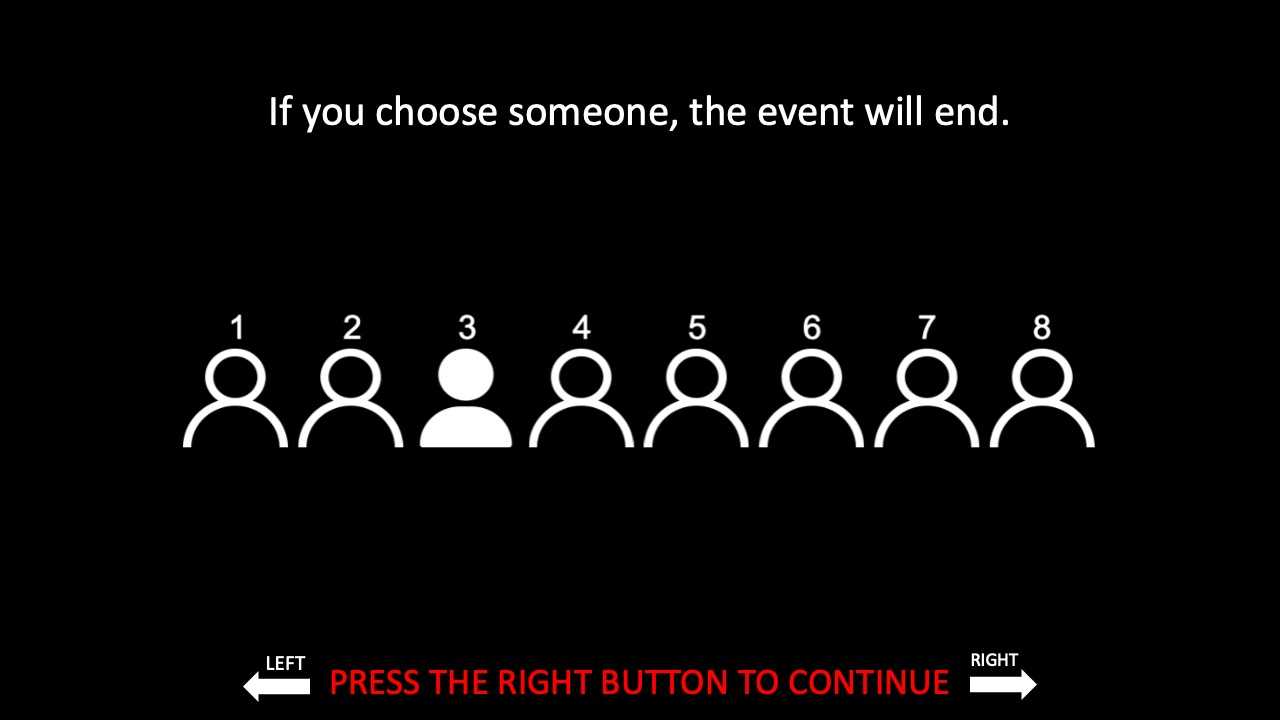 If you choose someone, the event will end.
1 2 3 4 5 6 7 8
LEFT
PRESS THE RIGHT BUTTON TO CONTINUE
RIGHT